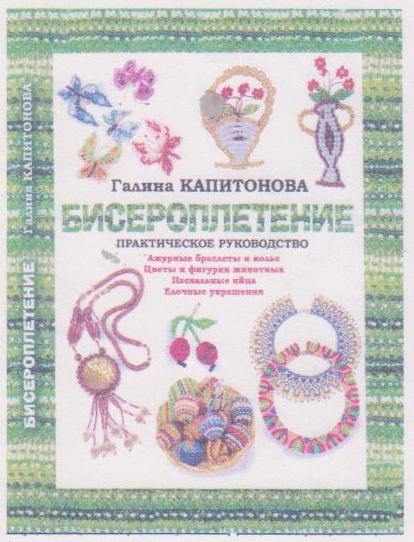 Галина КАПИТОНОВА
БИСЕРОПЛЕТЕНИЕ
ПРАКТИЧЕСКОЕ РУКОВОДСТВО
Ажурные браслеты и колье
Цветы и фигурки животных
Пасхальные яйца
Елочные украшения
БИСЕРОПЛЕТЕНИЕ Галина КАПИТОНОВА